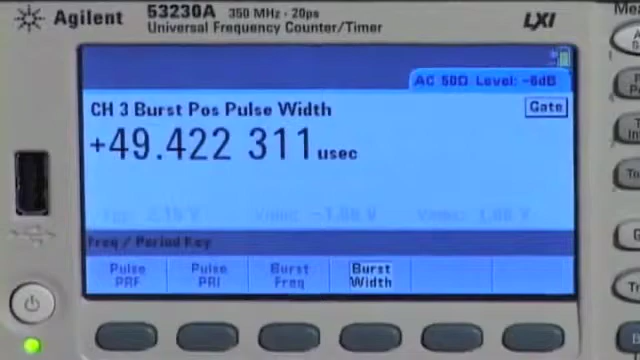 Agilent 53230A 350 MHz - 20ps
Universal Frequency Counter/Timer
LXI
AC 50Ω Level: -6dB
CH 3 Burst Pos Pulse Width
Gate
+49.422 311 usec
Freq / Period Key
Pulse PRF
Pulse PRI
Burst Freq
Burst Width